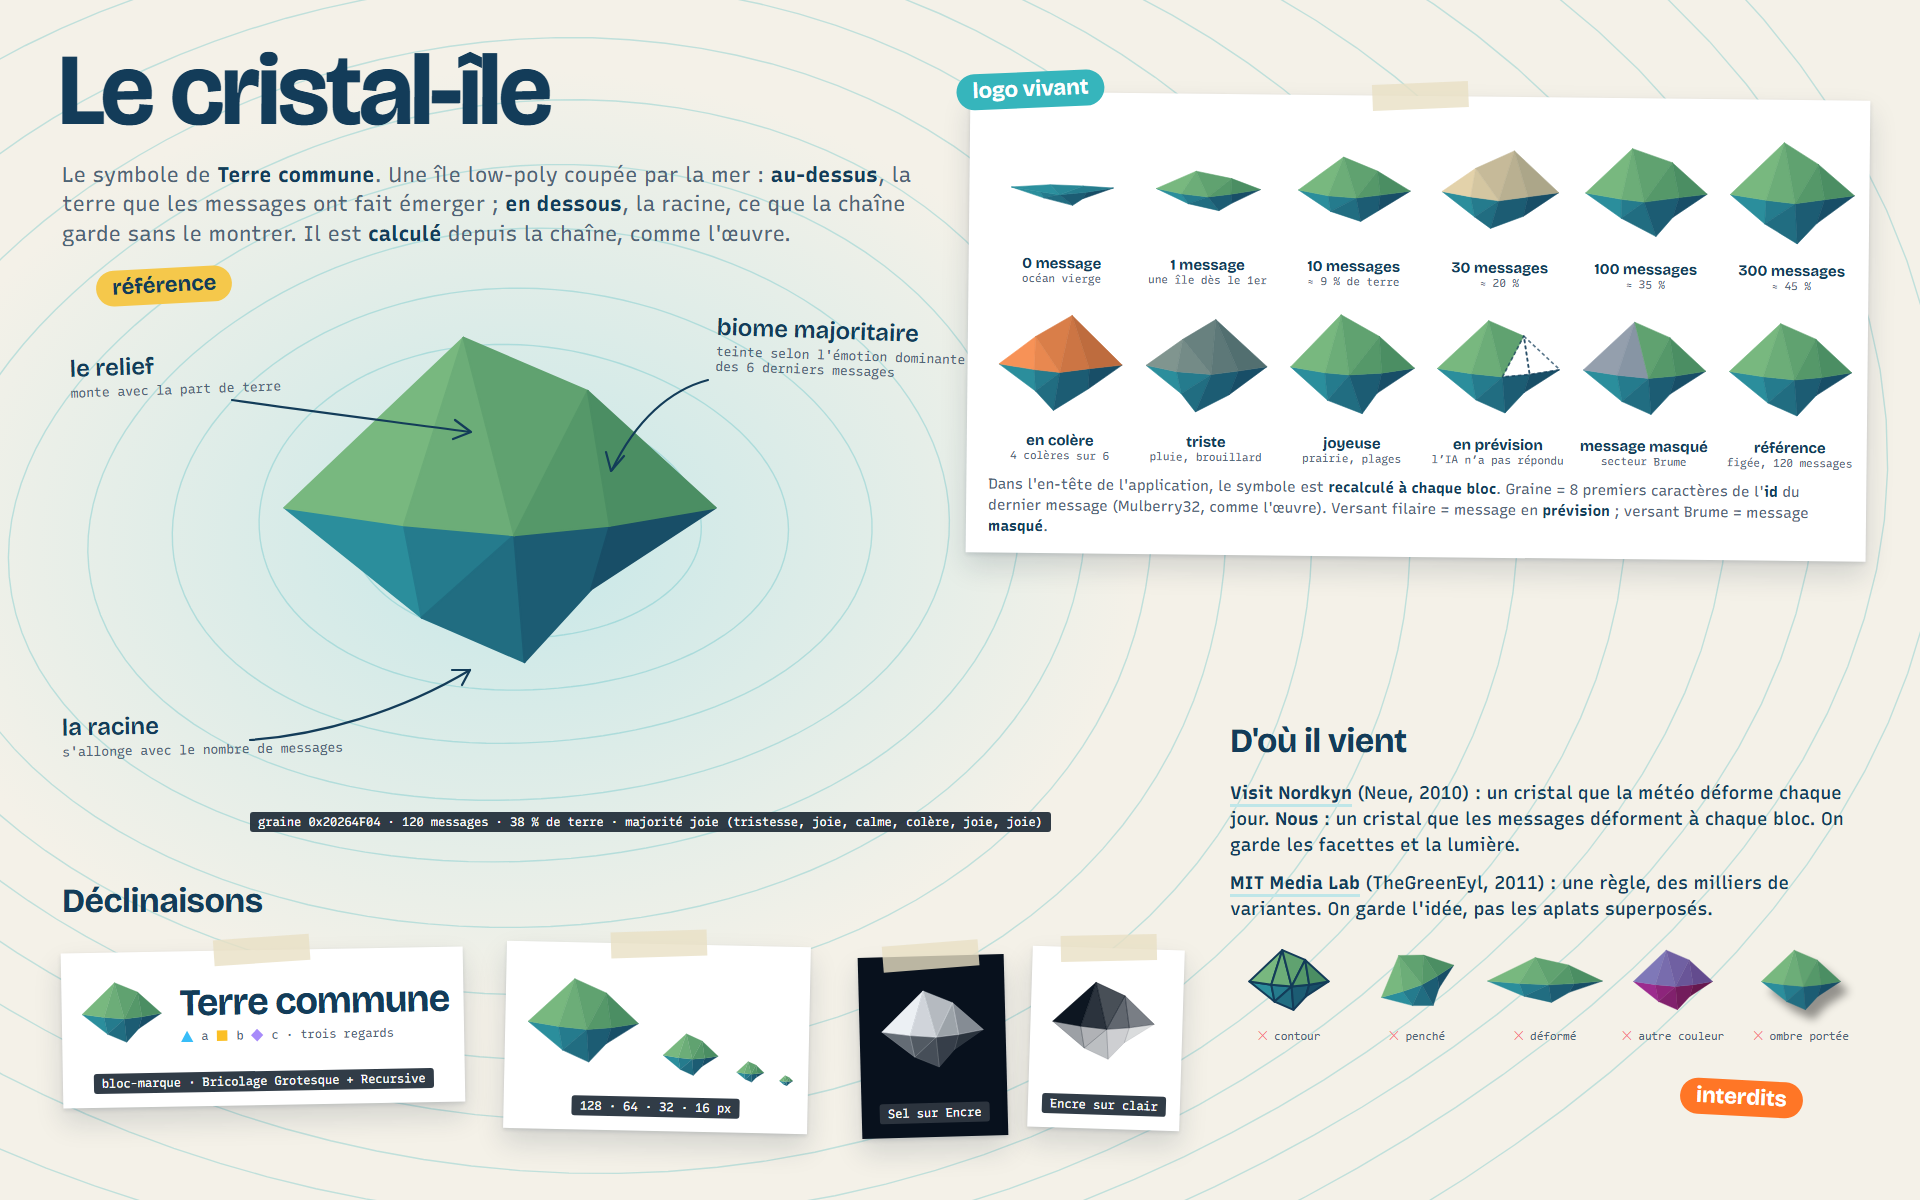 Le cristal-île
Le symbole de Terre commune. Une île low-poly coupée par la mer : au-dessus, la
terre que les messages ont fait émerger ; en dessous, la racine, ce que la chaîne
garde sans le montrer. Il est calculé depuis la chaîne, comme l'œuvre.
référence
le relief
monte avec la part de terre
biome majoritaire
teinte selon l'émotion dominante
des 6 derniers messages
la racine
s'allonge avec le nombre de messages
graine 0x20264F04 · 120 messages · 38 % de terre · majorité joie (tristesse, joie, calme, colère, joie, joie)
logo vivant
0 message
océan vierge
1 message
une île dès le 1er
10 messages
≈ 9 % de terre
30 messages
≈ 20 %
100 messages
≈ 35 %
300 messages
≈ 45 %
en colère
4 colères sur 6
triste
pluie, brouillard
joyeuse
prairie, plages
en prévision
l’IA n’a pas répondu
message masqué
secteur Brume
référence
figée, 120 messages
Dans l'en-tête de l'application, le symbole est recalculé à chaque bloc. Graine = 8 premiers caractères de l'id du
dernier message (Mulberry32, comme l'œuvre). Versant filaire = message en prévision ; versant Brume = message
masqué.
D'où il vient
Visit Nordkyn (Neue, 2010) : un cristal que la météo déforme chaque
jour. Nous : un cristal que les messages déforment à chaque bloc. On
garde les facettes et la lumière.
MIT Media Lab (TheGreenEyl, 2011) : une règle, des milliers de
variantes. On garde l'idée, pas les aplats superposés.
× contour
× penché
× déformé
× autre couleur
× ombre portée
interdits
Déclinaisons
Terre commune
a b c · trois regards
bloc-marque · Bricolage Grotesque + Recursive
128 · 64 · 32 · 16 px
Sel sur Encre
Encre sur clair